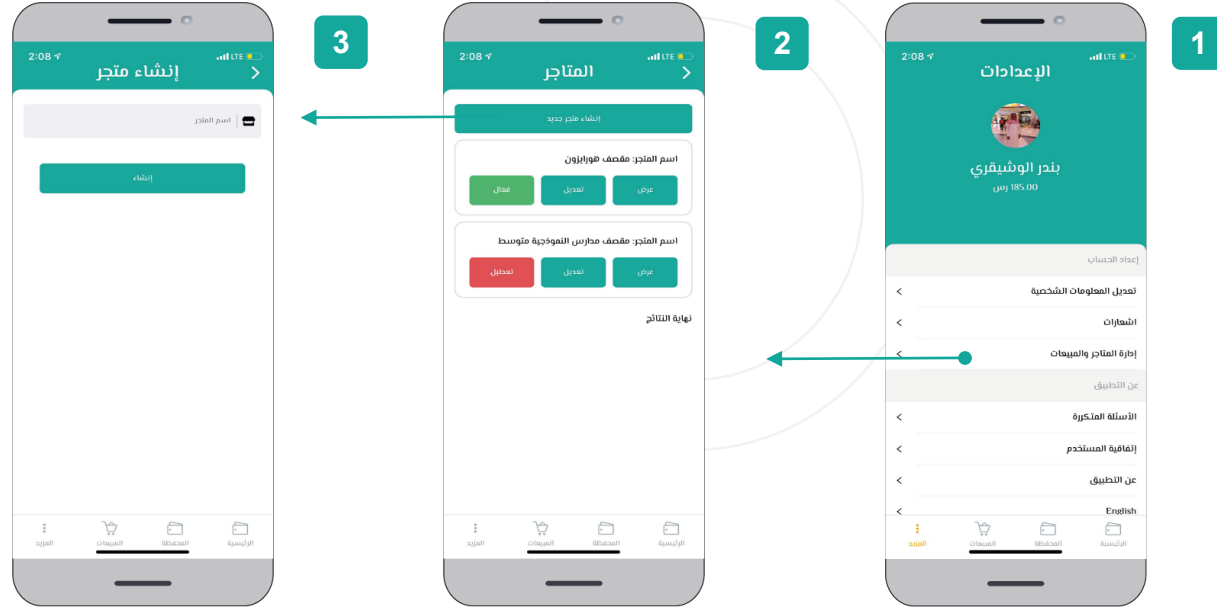 1
2:08
LTE
الإعدادات
بندر الوشيقري
185.00 رس
إعداد الحساب
تعديل المعلومات الشخصية
اشعارات
إدارة المتاجر والمبيعات
عن التطبيق
الأسئلة المتكررة
إتفاقية المستخدم
عن التطبيق
English
الرئيسية
المحفظة
المبيعات
المزيد
2
2:08
LTE
المتاجر
إنشاء متجر جديد
اسم المتجر: مقصف هورايزون
عرض
تعديل
فعال
اسم المتجر: مقصف مدارس النموذجية متوسط
عرض
تعديل
تعطيل
نهاية النتائج
الرئيسية
المحفظة
المبيعات
المزيد
3
2:08
LTE
إنشاء متجر
اسم المتجر
إنشاء
الرئيسية
المحفظة
المبيعات
المزيد